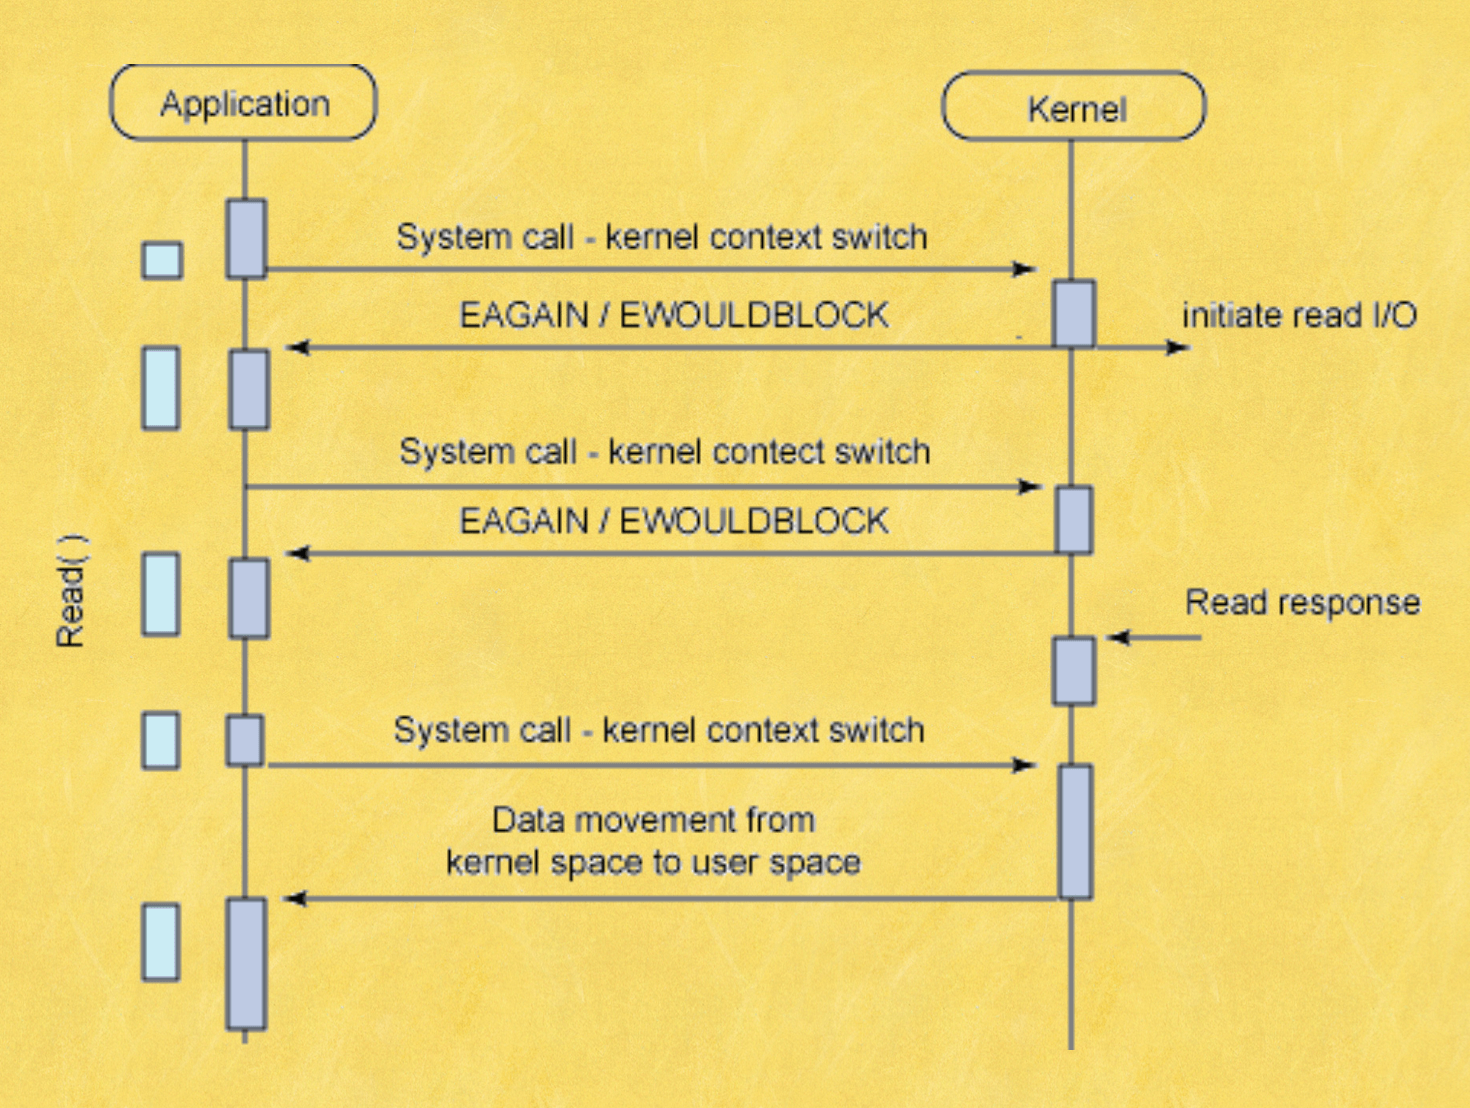 Application
Kernel
System call - kernel context switch
EAGAIN / EWOULDBLOCK
initiate read I/O
System call - kernel contect switch
EAGAIN / EWOULDBLOCK
Read( )
Read response
System call - kernel context switch
Data movement from
kernel space to user space